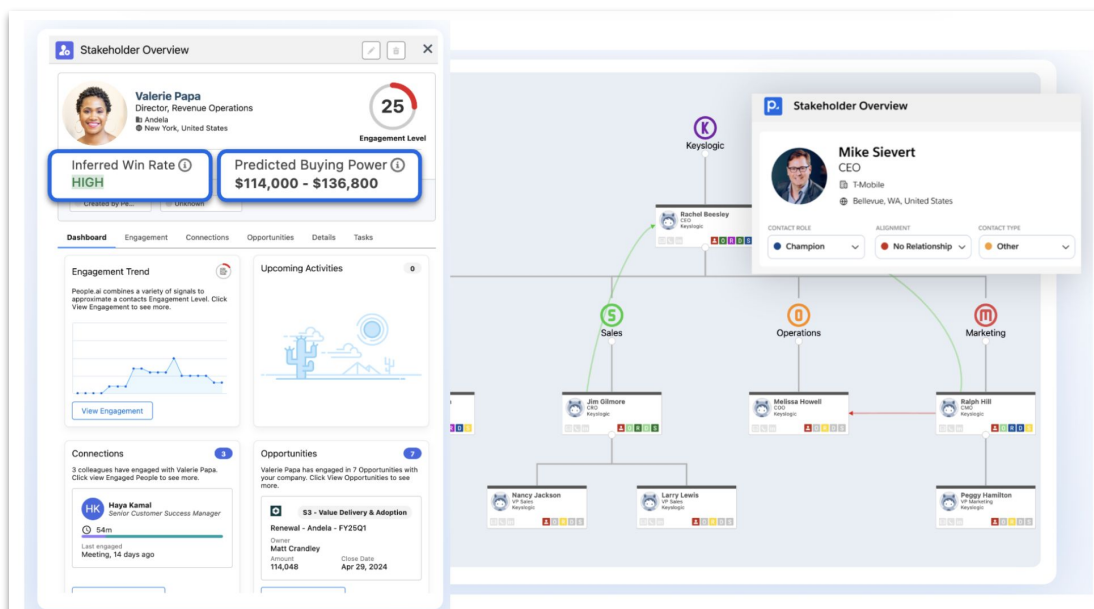 Stakeholder Overview
Valerie Papa
Director, Revenue Operations
Andela
New York, United States
25
Engagement Level
Inferred Win Rate
HIGH
Predicted Buying Power
$114,000 - $136,800
Created by Pe...
Unknown
Dashboard
Engagement
Connections
Opportunities
Details
Tasks
Engagement Trend
People.ai combines a variety of signals to
approximate a contacts Engagement Level. Click
View Engagement to see more.
View Engagement
Upcoming Activities
0
Connections
3
3 colleagues have engaged with Valerie Papa.
Click view Engaged People to see more.
HK
Haya Kamal
Senior Customer Success Manager
54m
Last engaged
Meeting, 14 days ago
Opportunities
7
Valerie Papa has engaged in 7 Opportunities with
your company. Click View Opportunities to see
more.
S3 - Value Delivery & Adoption
Renewal - Andela - FY25Q1
Owner
Matt Crandley
Amount
114,048
Close Date
Apr 29, 2024
K
Keyslogic
Rachel Beesley
CEO
Keyslogic
S
Sales
O
Operations
m
Marketing
Jim Gilmore
CRO
Keyslogic
Melissa Howell
COO
Keyslogic
Ralph Hill
CMO
Keyslogic
Nancy Jackson
VP Sales
Keyslogic
Larry Lewis
VP Sales
Keyslogic
Peggy Hamilton
VP Marketing
Keyslogic
p.
Stakeholder Overview
Mike Sievert
CEO
T-Mobile
Bellevue, WA, United States
CONTACT ROLE
Champion
ALIGNMENT
No Relationship
CONTACT TYPE
Other